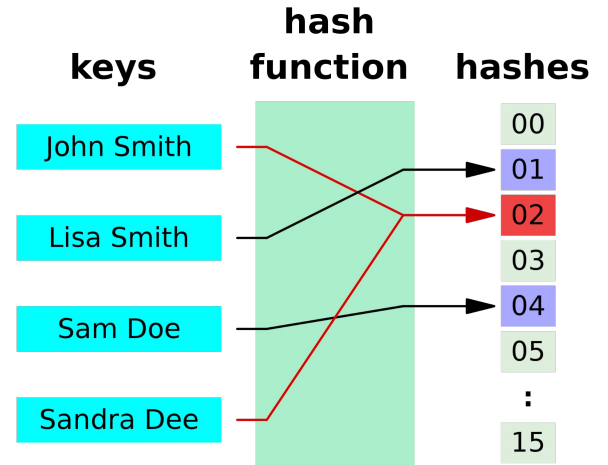 keys
hash
function
hashes
John Smith
Lisa Smith
Sam Doe
Sandra Dee
00
01
02
03
04
05
:
15